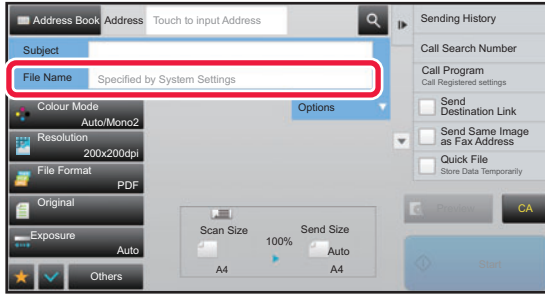 Address Book
Address
Touch to input Address
Subject
File Name
Specified by System Settings
Colour Mode
Auto/Mono2
Resolution
200x200dpi
File Format
PDF
Original
Exposure
Auto
Others
Options
Scan Size
A4
100%
Send Size
Auto
A4
Sending History
Call Search Number
Call Program
Call Registered settings
Send
Destination Link
Send Same Image
as Fax Address
Quick File
Store Data Temporarily
Preview
CA
Start